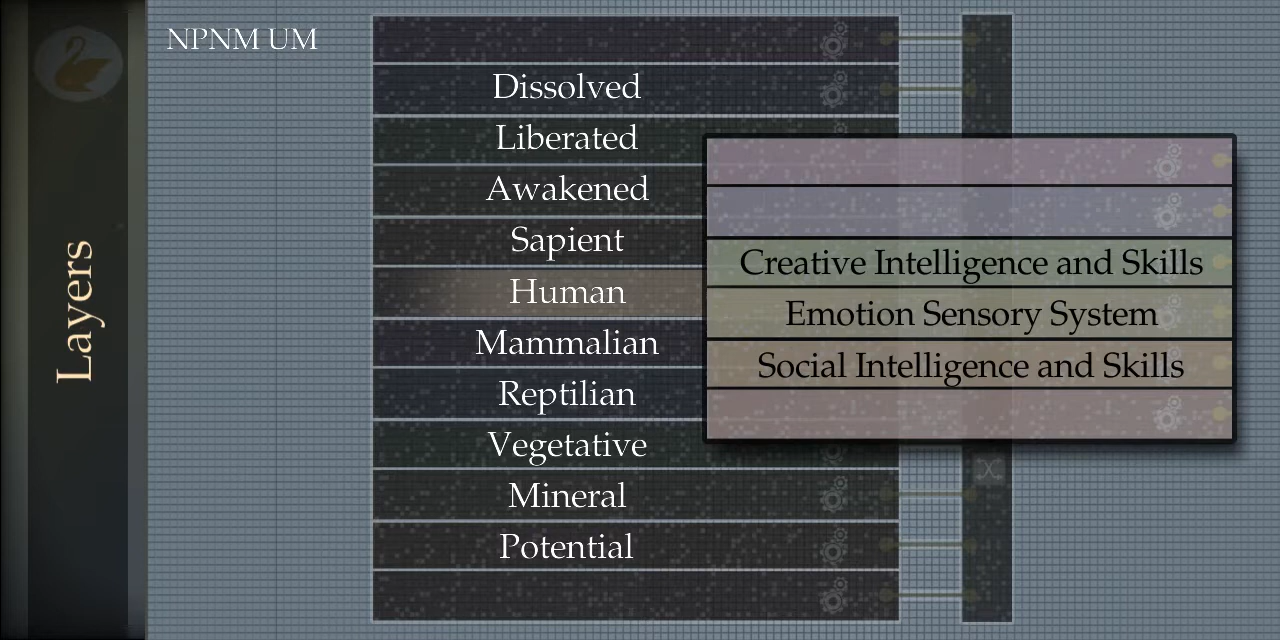 Layers
NPNM UM
Dissolved
Liberated
Awakened
Sapient
Human
Mammalian
Reptilian
Vegetative
Mineral
Potential
Creative Intelligence and Skills
Emotion Sensory System
Social Intelligence and Skills